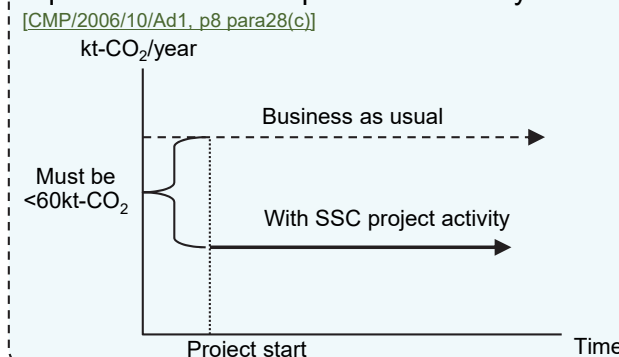 [CMP/2006/10/Ad1, p8 para28(c)]
kt-CO₂/year
Business as usual
Must be
<60kt-CO₂
With SSC project activity
Project start
Time